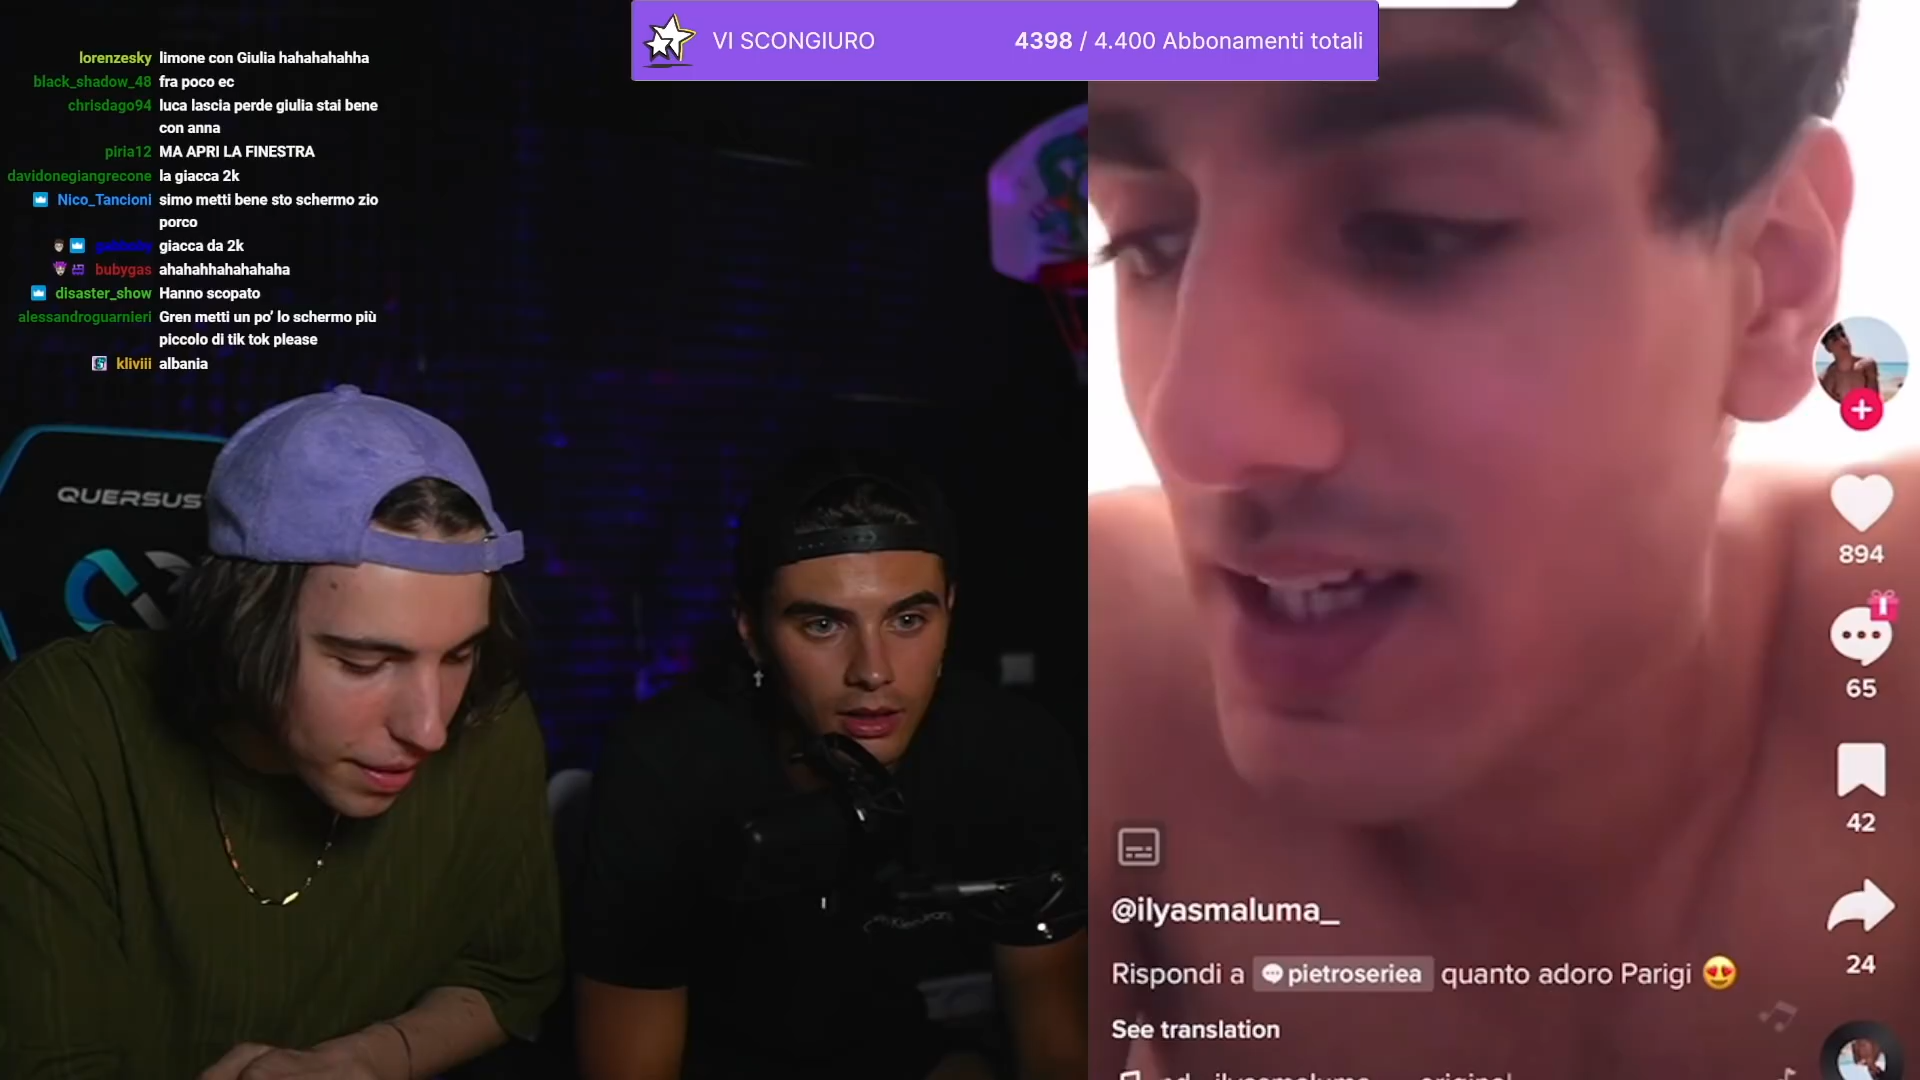 VI SCONGIURO 4398 / 4.400 Abbonamenti totali
lorenzesky limone con Giulia hahahahahha
black_shadow_48 fra poco ec
chrisdago94 luca lascia perde giulia stai bene
con anna
piria12 MA APRI LA FINESTRA
davidonegiangrecone la giacca 2k
Nico_Tancioni simo metti bene sto schermo zio
porco
giacca da 2k
bubygas ahahahhahahahaha
disaster_show Hanno scopato
alessandroguarnieri Gren metti un po' lo schermo più
piccolo di tik tok please
kliviii albania
QUERSUS
894
65
42
24
@ilyasmaluma_
Rispondi a pietroseriea quanto adoro Parigi 😍
See translation